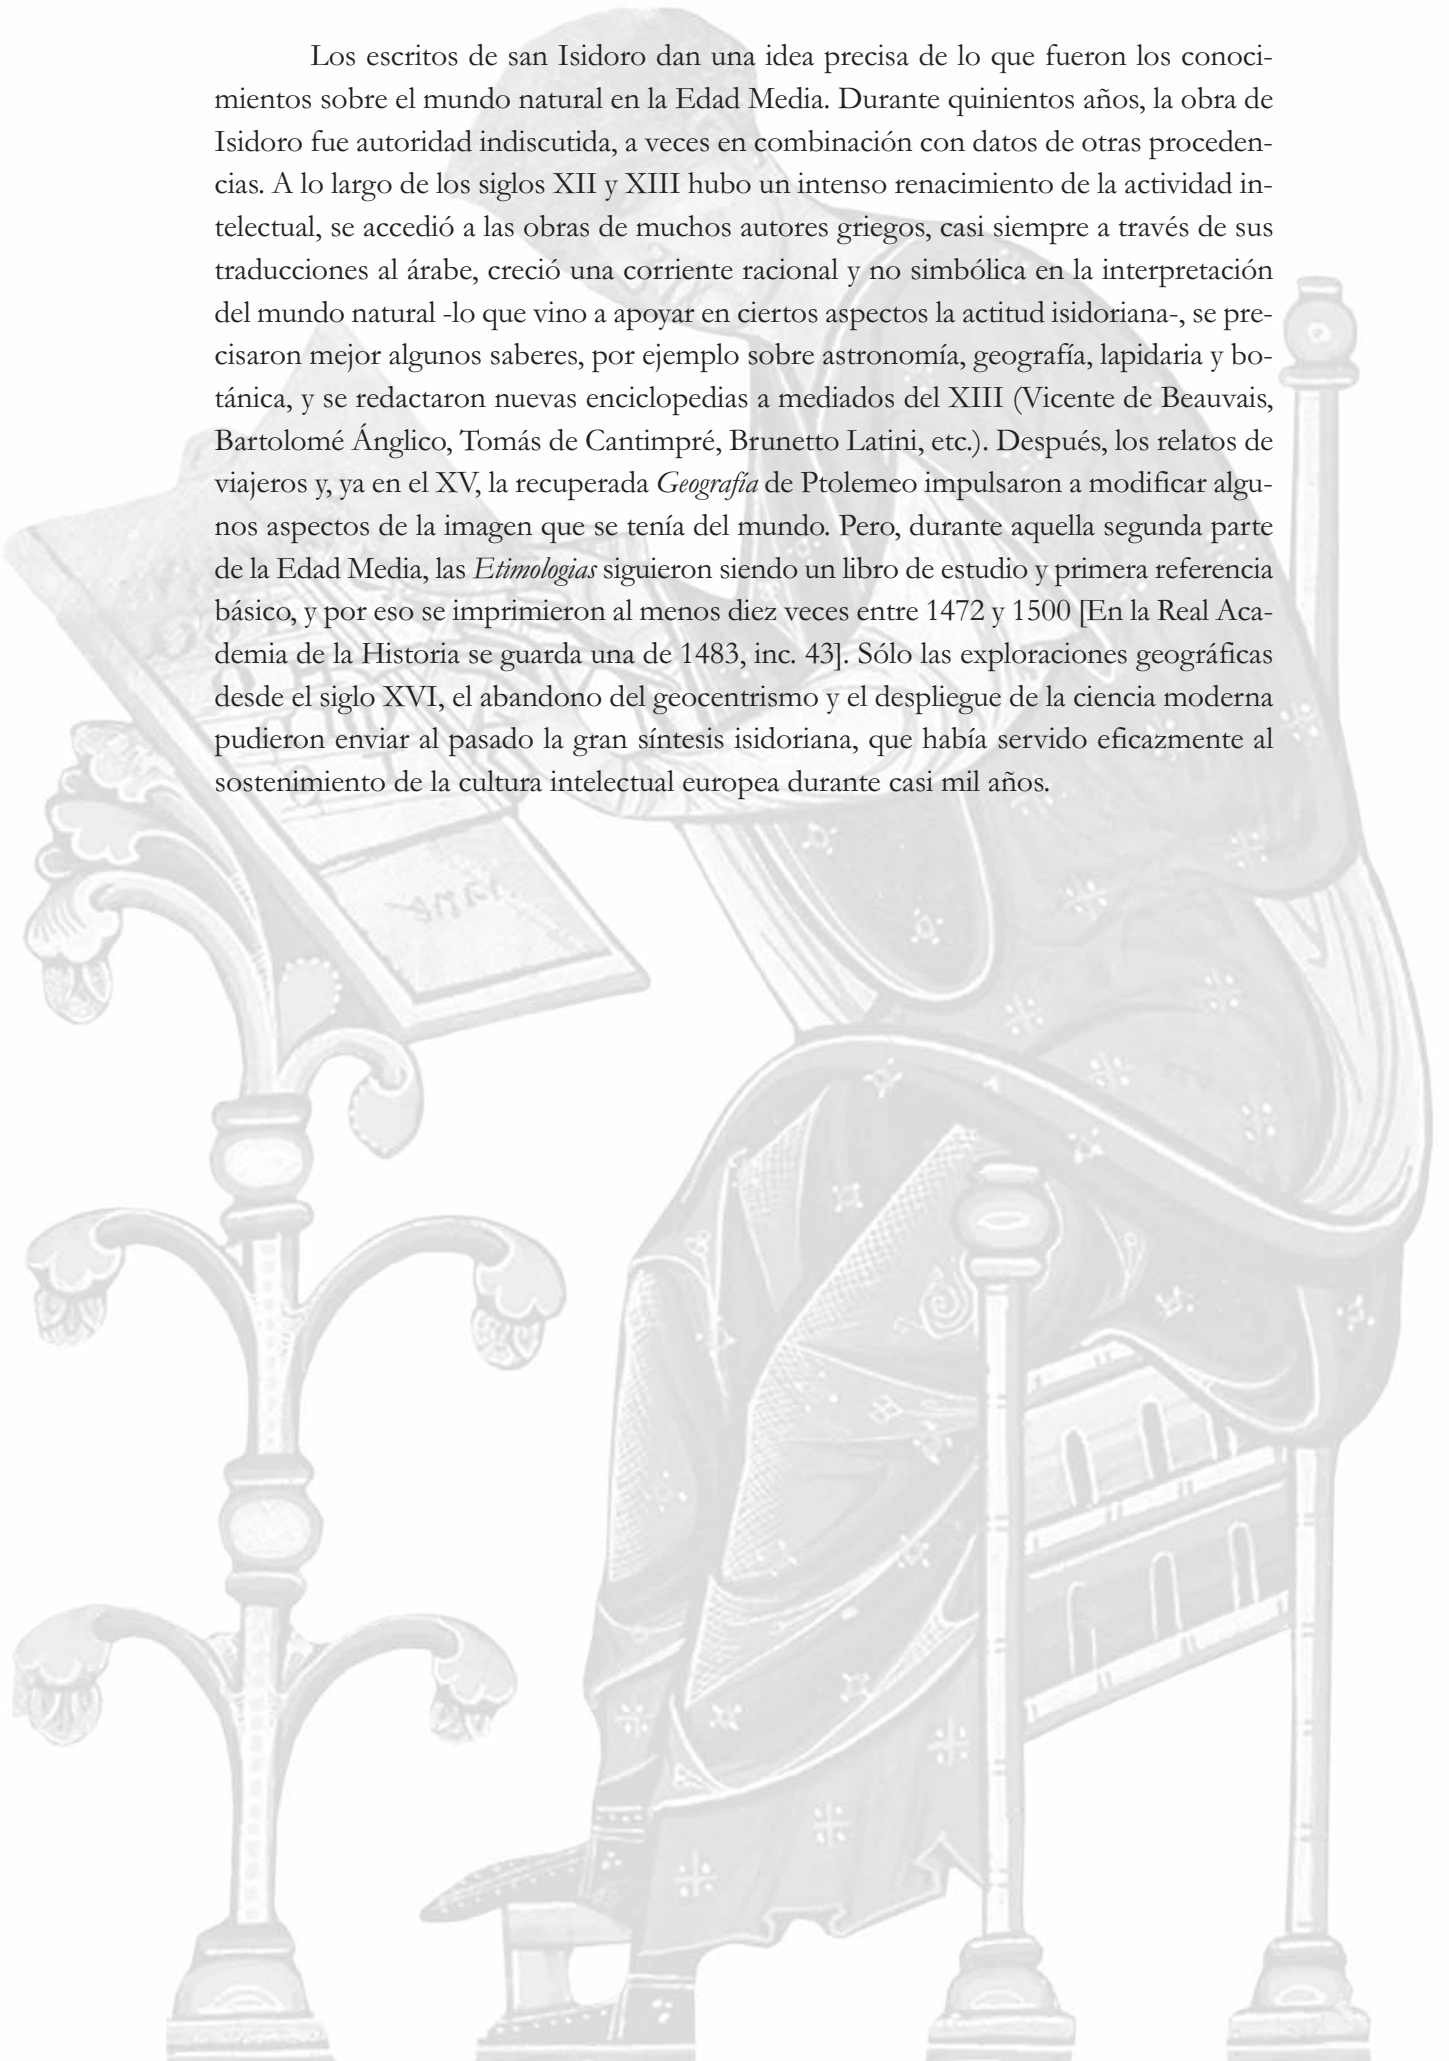 Los escritos de san Isidoro dan una idea precisa de lo que fueron los conoci-
mientos sobre el mundo natural en la Edad Media. Durante quinientos años, la obra de
Isidoro fue autoridad indiscutida, a veces en combinación con datos de otras proceden-
cias. A lo largo de los siglos XII y XIII hubo un intenso renacimiento de la actividad in-
telectual, se accedió a las obras de muchos autores griegos, casi siempre a través de sus
traducciones al árabe, creció una corriente racional y no simbólica en la interpretación
del mundo natural -lo que vino a apoyar en ciertos aspectos la actitud isidoriana-, se pre-
cisaron mejor algunos saberes, por ejemplo sobre astronomía, geografía, lapidaria y bo-
tánica, y se redactaron nuevas enciclopedias a mediados del XIII (Vicente de Beauvais,
Bartolomé Ánglico, Tomás de Cantimpré, Brunetto Latini, etc.). Después, los relatos de
viajeros y, ya en el XV, la recuperada Geografía de Ptolemeo impulsaron a modificar algu-
nos aspectos de la imagen que se tenía del mundo. Pero, durante aquella segunda parte
de la Edad Media, las Etimologias siguieron siendo un libro de estudio y primera referencia
básico, y por eso se imprimieron al menos diez veces entre 1472 y 1500 [En la Real Aca-
demia de la Historia se guarda una de 1483, inc. 43]. Sólo las exploraciones geográficas
desde el siglo XVI, el abandono del geocentrismo y el despliegue de la ciencia moderna
pudieron enviar al pasado la gran síntesis isidoriana, que había servido eficazmente al
sostenimiento de la cultura intelectual europea durante casi mil años.